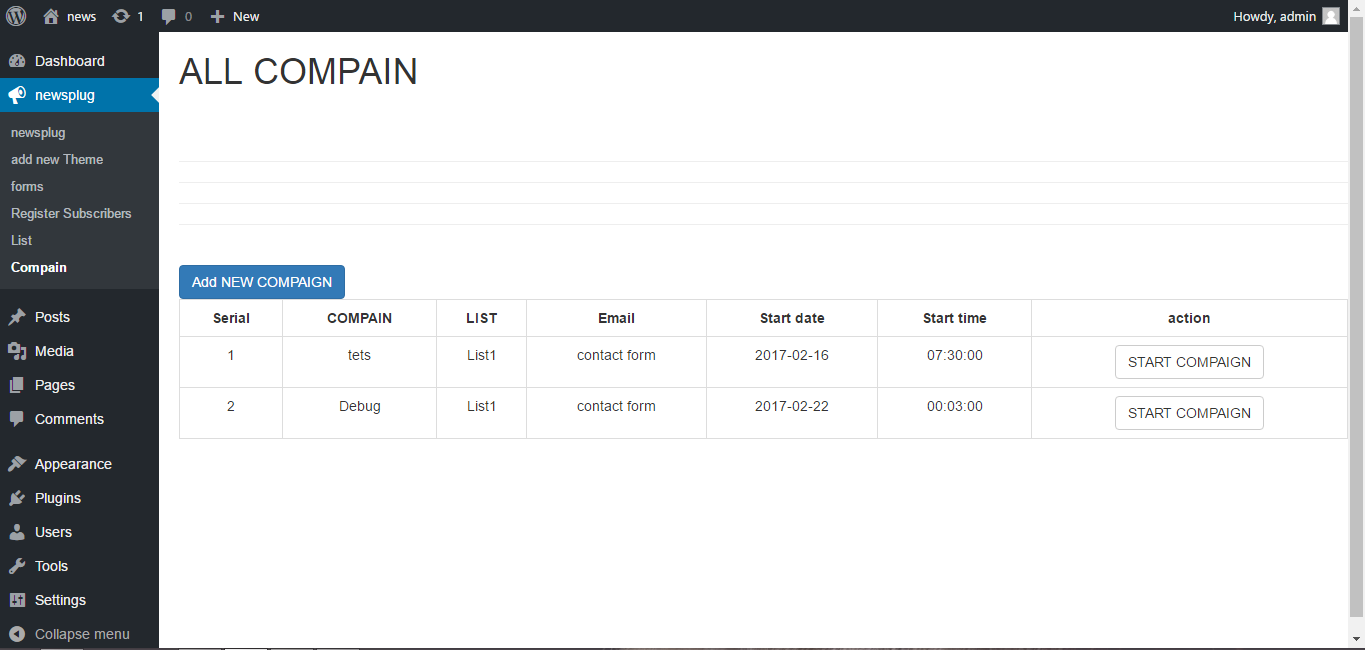 news 1 0 New Howdy, admin
Dashboard
newsplug
newsplug
add new Theme
forms
Register Subscribers
List
Compain
Posts
Media
Pages
Comments
Appearance
Plugins
Users
Tools
Settings
Collapse menu
ALL COMPAIN
Add NEW COMPAIGN
Serial COMPAIN LIST Email Start date Start time action
1 tets List1 contact form 2017-02-16 07:30:00 START COMPAIGN
2 Debug List1 contact form 2017-02-22 00:03:00 START COMPAIGN